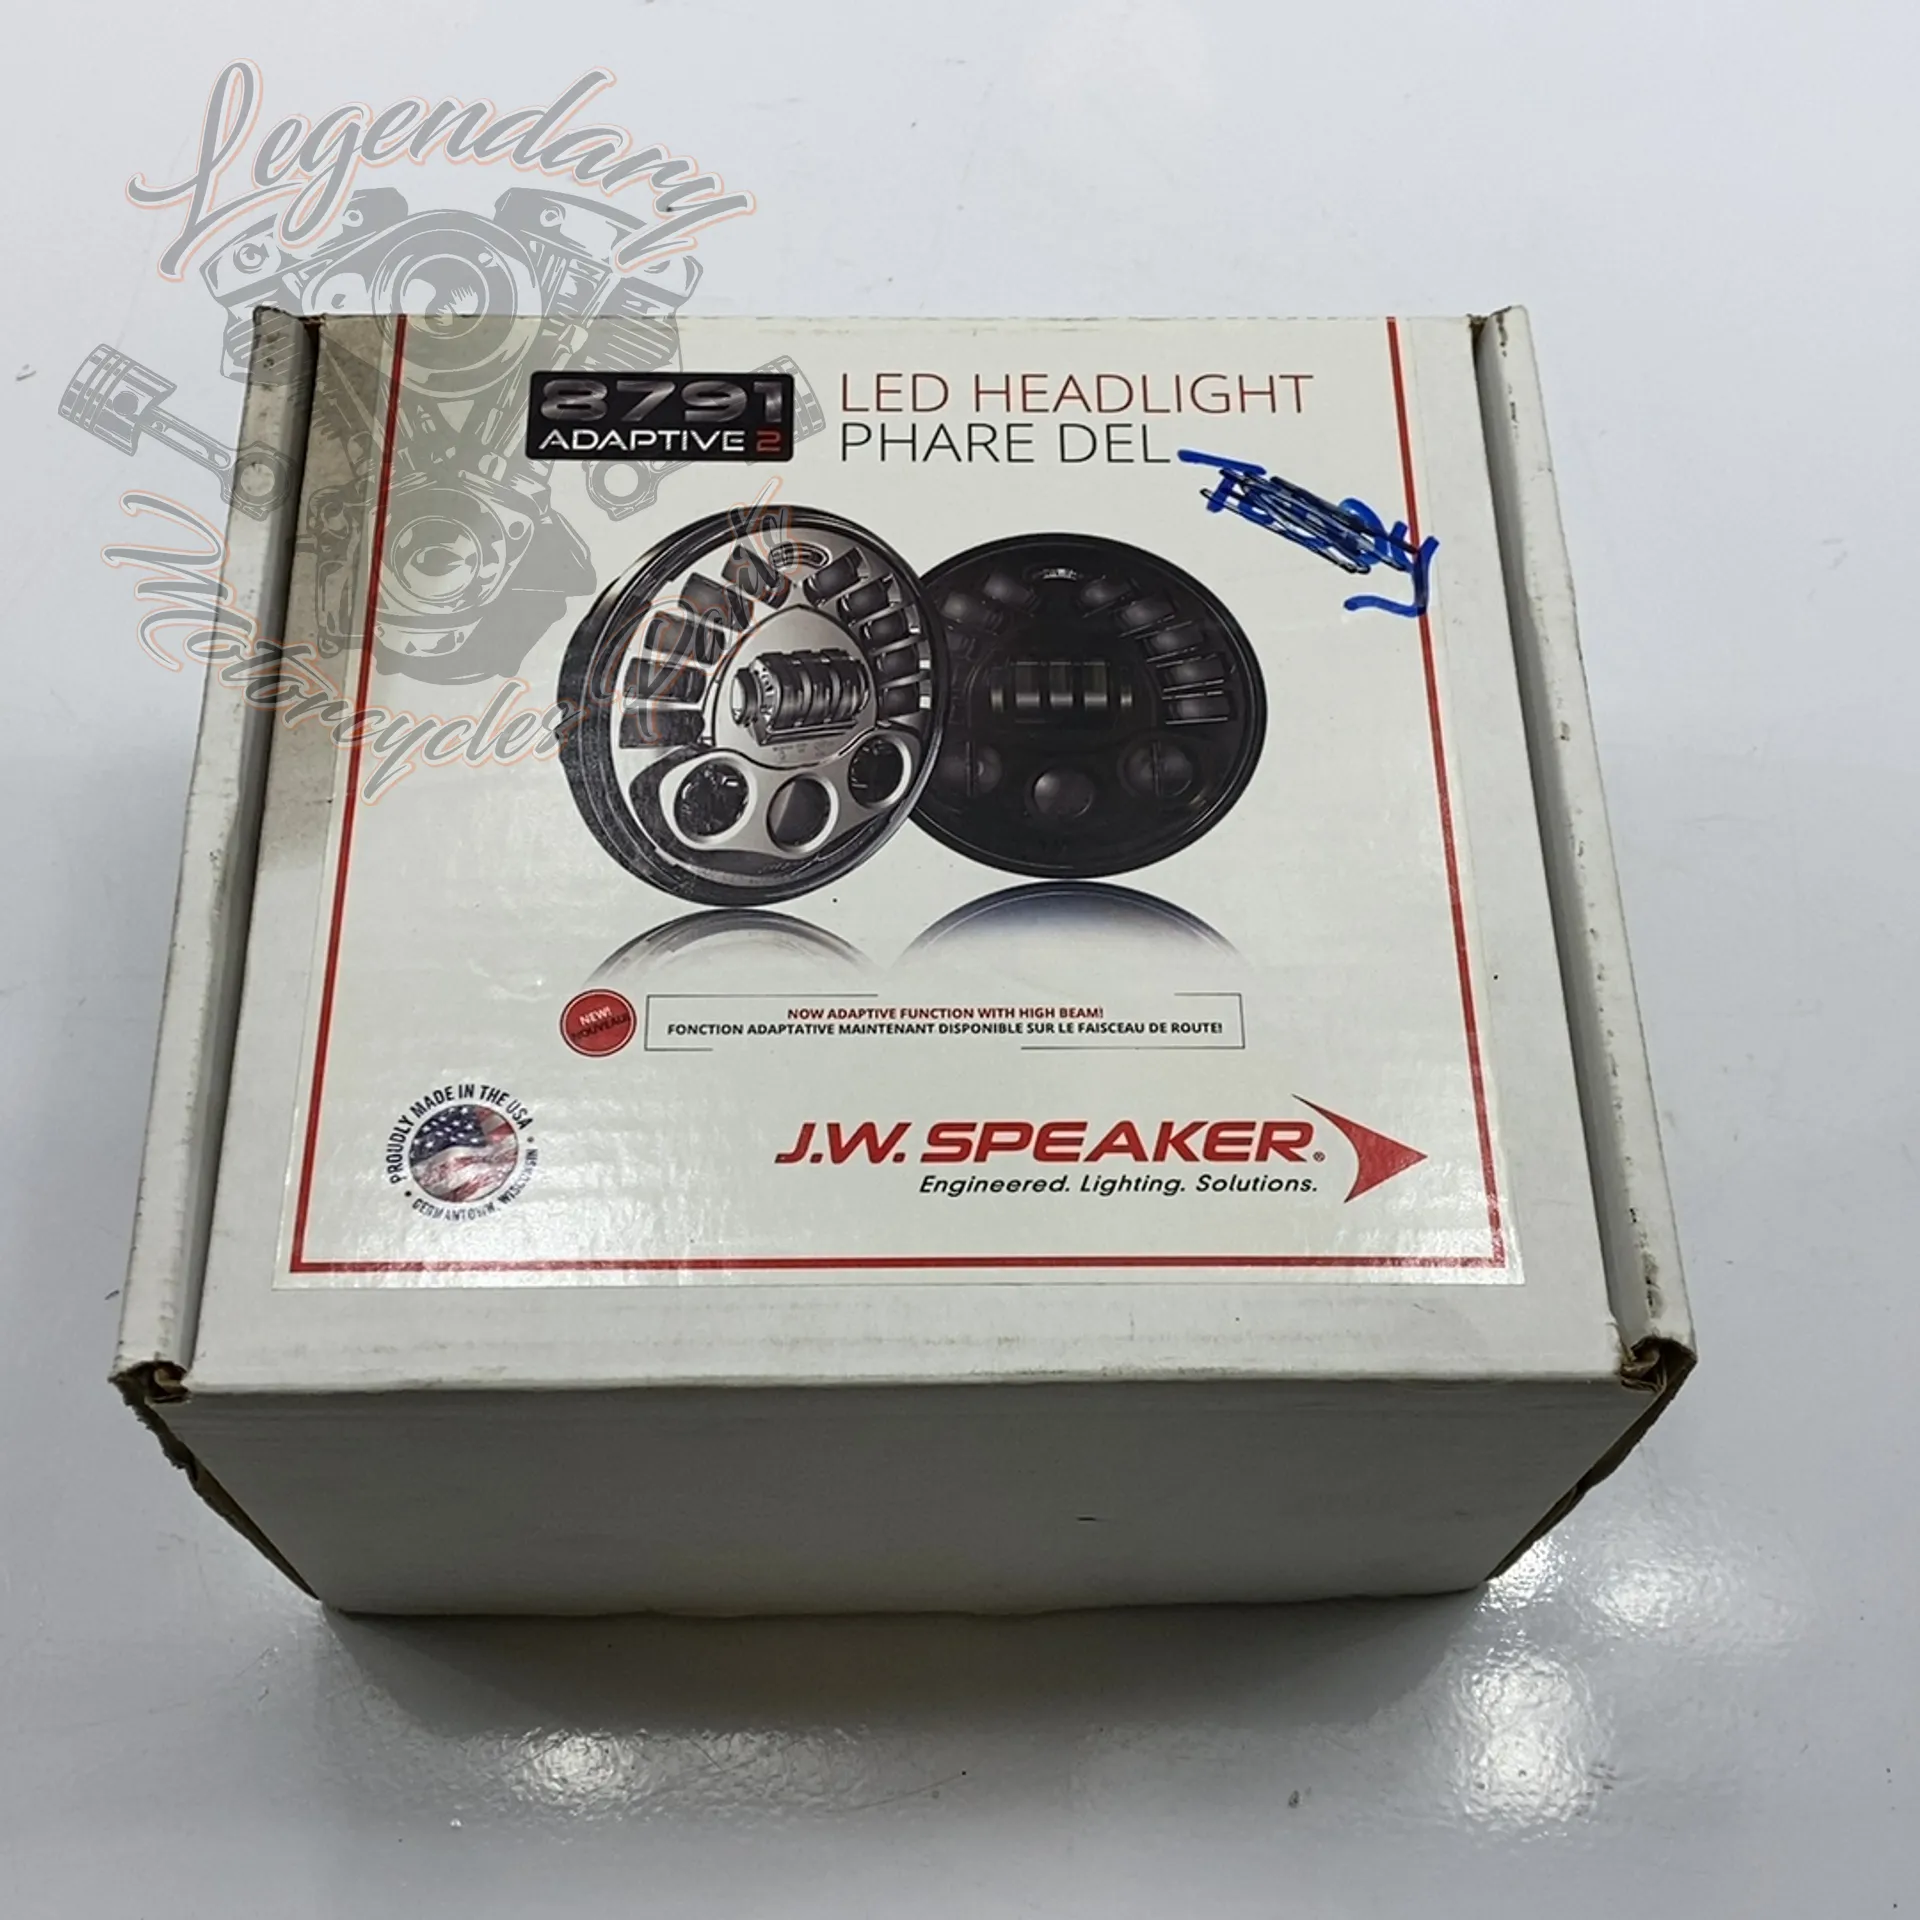 Legendary
Motorcycles Parts
8791
ADAPTIVE 2
LED HEADLIGHT
PHARE DEL
NEW!
NOUVEAU!
NOW ADAPTIVE FUNCTION WITH HIGH BEAM!
FONCTION ADAPTATIVE MAINTENANT DISPONIBLE SUR LE FAISCEAU DE ROUTE!
PROUDLY MADE IN THE USA
• GERMANTOWN, WISCONSIN •
J.W. SPEAKER®
Engineered. Lighting. Solutions.